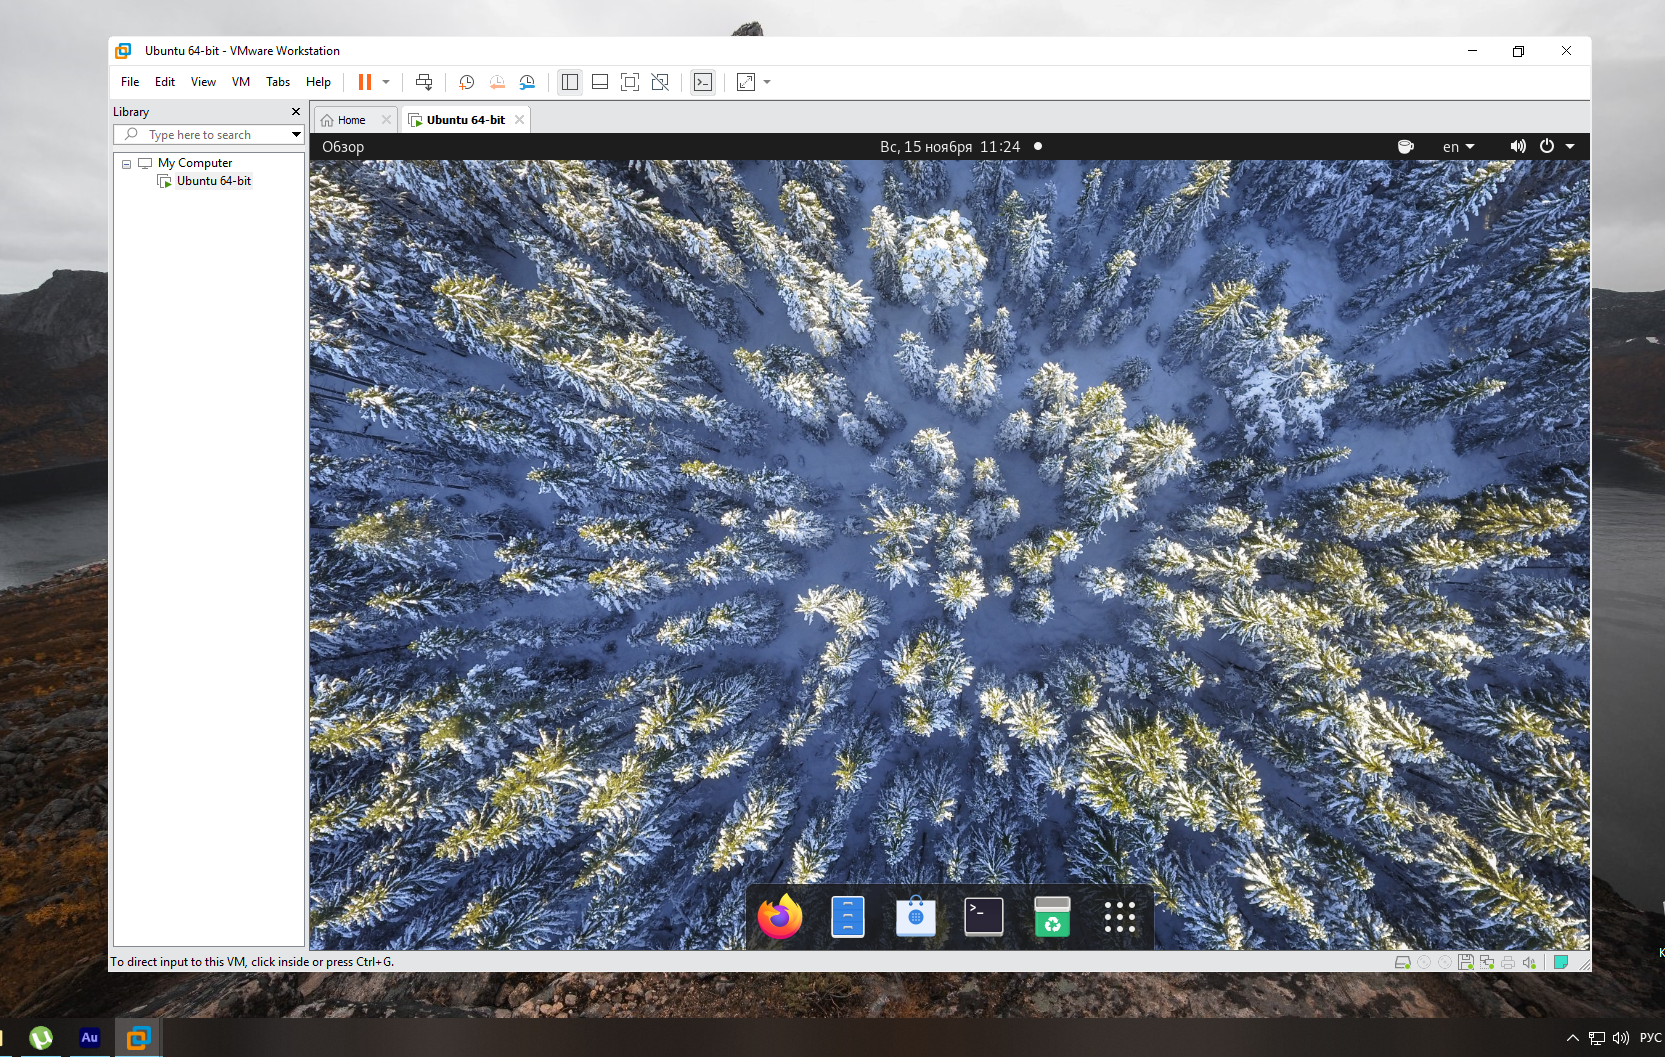 Ubuntu 64-bit - VMware Workstation
File Edit View VM Tabs Help
Library
Type here to search
My Computer
Ubuntu 64-bit
Home
Ubuntu 64-bit
Обзор
Вс, 15 ноября 11:24
en
>_
To direct input to this VM, click inside or press Ctrl+G.
Au
РУС